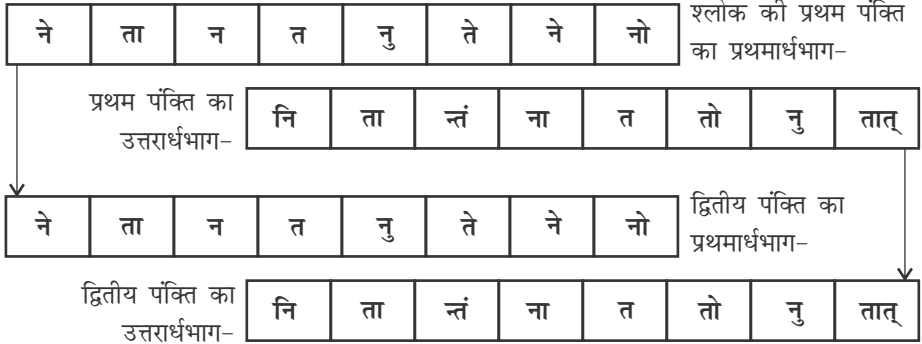 ने ता न त नु ते ने नो
श्लोक की प्रथम पंक्ति
का प्रथमार्धभाग–
प्रथम पंक्ति का
उत्तरार्धभाग–
नि ता न्तं ना त तो नु तात्
ने ता न त नु ते ने नो
द्वितीय पंक्ति का
प्रथमार्धभाग–
द्वितीय पंक्ति का
उत्तरार्धभाग–
नि ता न्तं ना त तो नु तात्